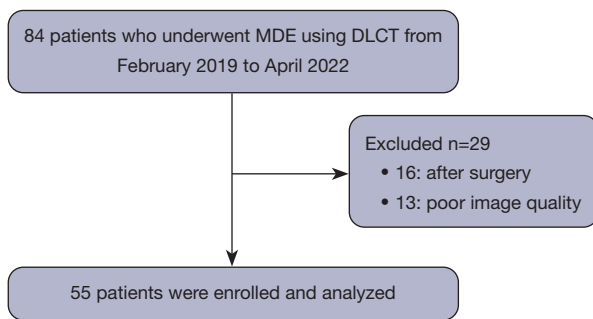 84 patients who underwent MDE using DLCT from
February 2019 to April 2022
Excluded n=29
• 16: after surgery
• 13: poor image quality
55 patients were enrolled and analyzed